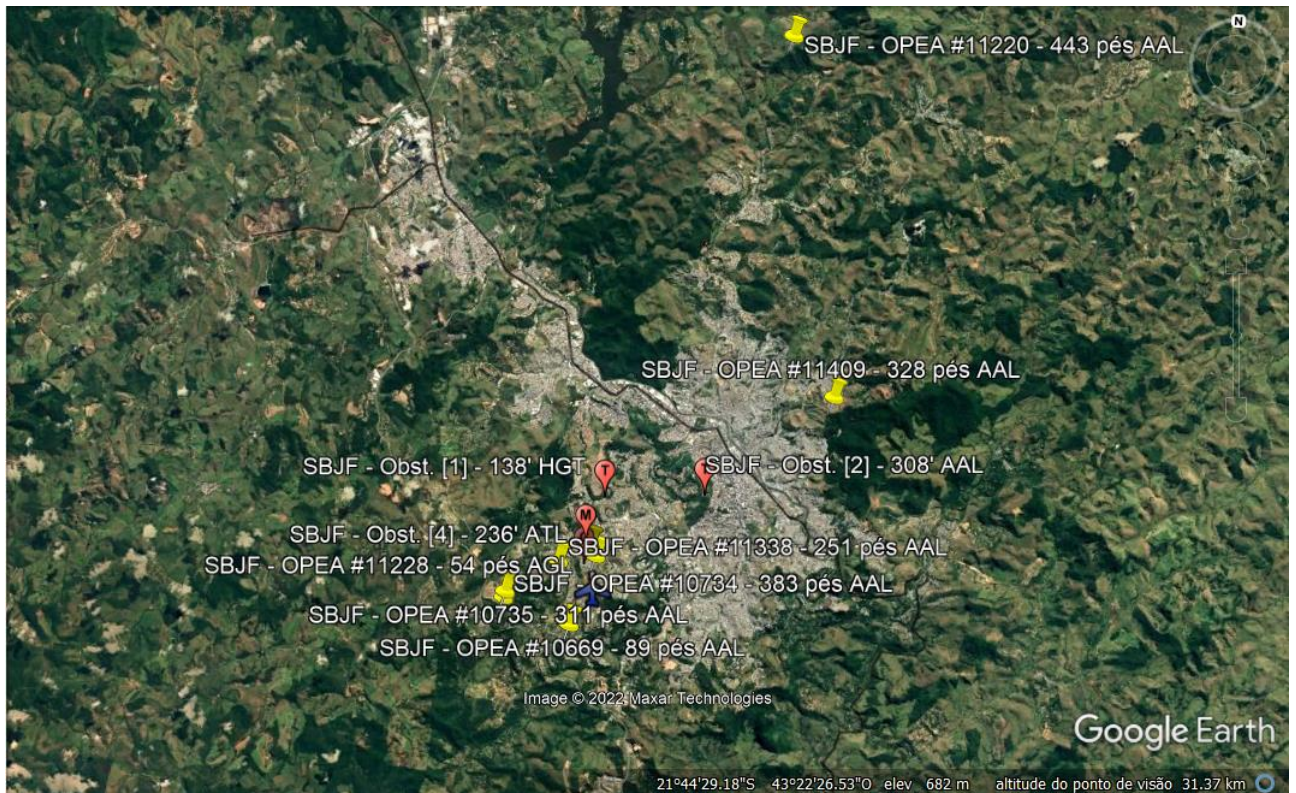 N
SBJF - OPEA #11220 - 443 pés AAL
SBJF - OPEA #11409 - 328 pés AAL
SBJF - Obst. [1] - 138' HGT
T
SBJF - Obst. [2] - 308' AAL
M
SBJF - Obst. [4] - 236' ATL
SBJF - OPEA #11338 - 251 pés AAL
SBJF - OPEA #11228 - 54 pés AGL
SBJF - OPEA #10734 - 383 pés AAL
SBJF - OPEA #10735 - 311 pés AAL
SBJF - OPEA #10669 - 89 pés AAL
Image © 2022 Maxar Technologies
Google Earth
21°44'29.18"S 43°22'26.53"O elev 682 m altitude do ponto de visão 31.37 km